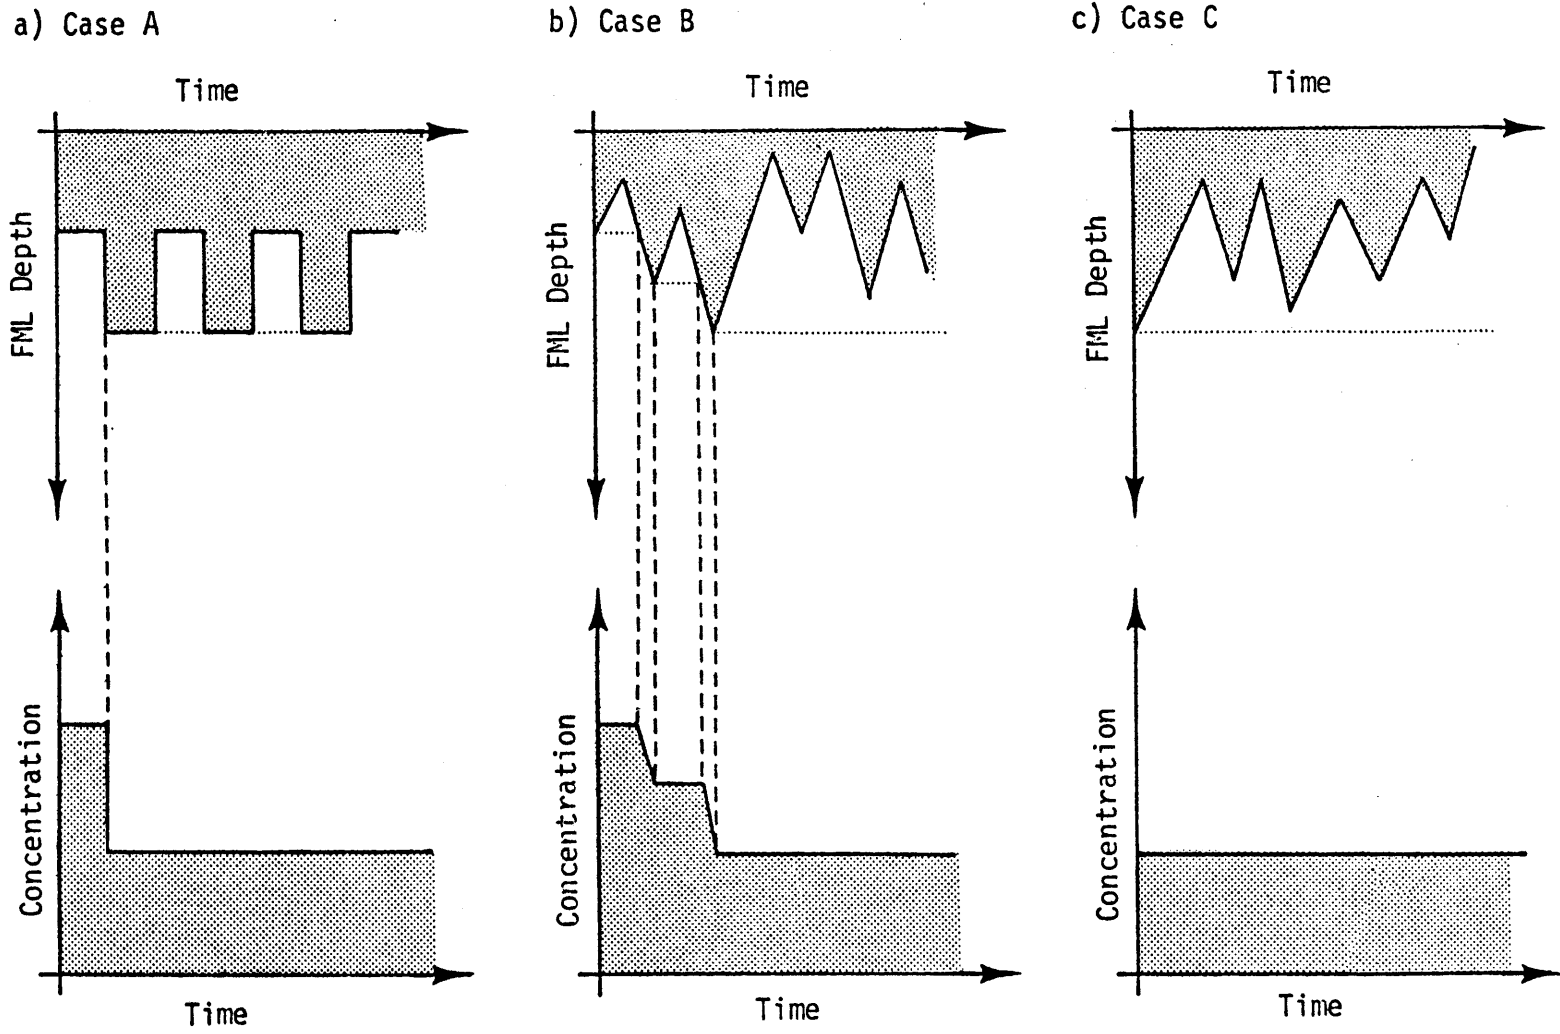 a) Case A
Time
FML Depth
Concentration
Time
b) Case B
Time
FML Depth
Concentration
Time
c) Case C
Time
FML Depth
Concentration
Time